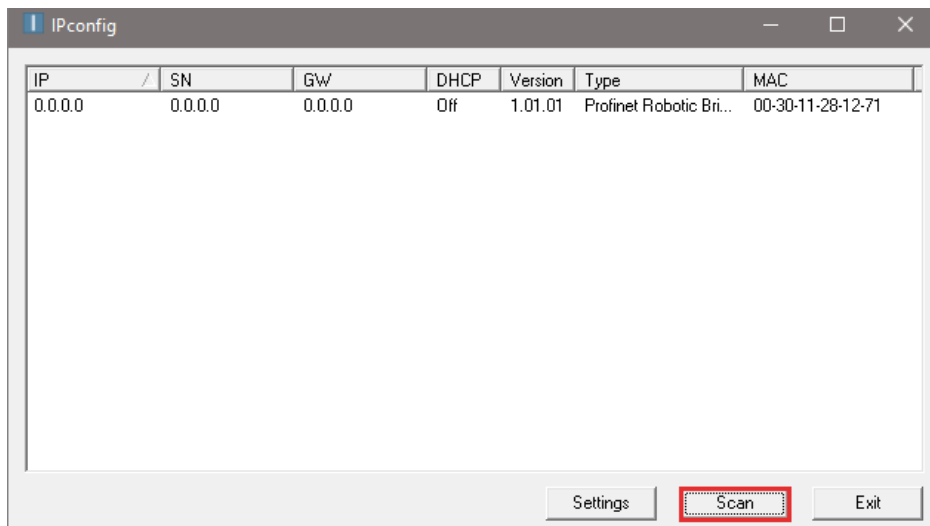 IPconfig
IP SN GW DHCP Version Type MAC
0.0.0.0 0.0.0.0 0.0.0.0 Off 1.01.01 Profinet Robotic Bri... 00-30-11-28-12-71
Settings Scan Exit